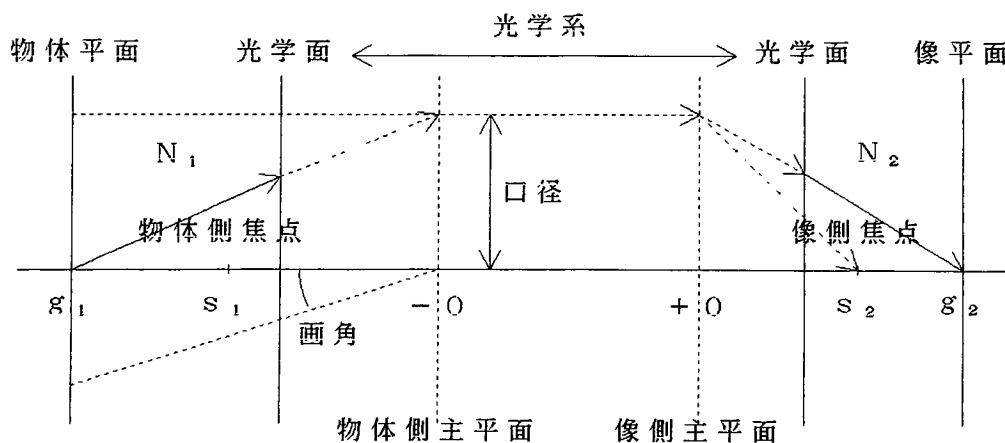 光学系
物体平面 光学面 光学面 像平面
N₁ N₂
口径
物体側焦点 像側焦点
g₁ s₁ −0 +0 s₂ g₂
画角
物体側主平面 像側主平面